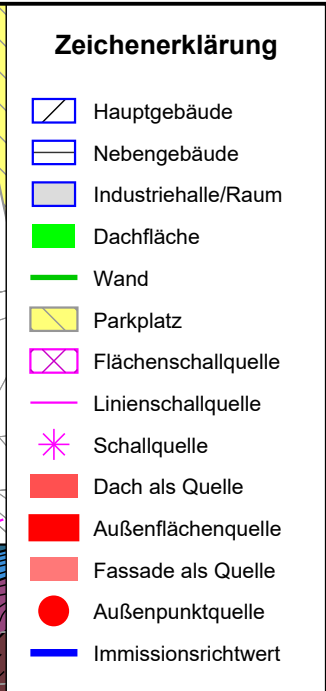 Zeichenerklärung
Hauptgebäude
Nebengebäude
Industriehalle/Raum
Dachfläche
Wand
Parkplatz
Flächenschallquelle
Linienschallquelle
Schallquelle
Dach als Quelle
Außenflächenquelle
Fassade als Quelle
Außenpunktquelle
Immissionsrichtwert